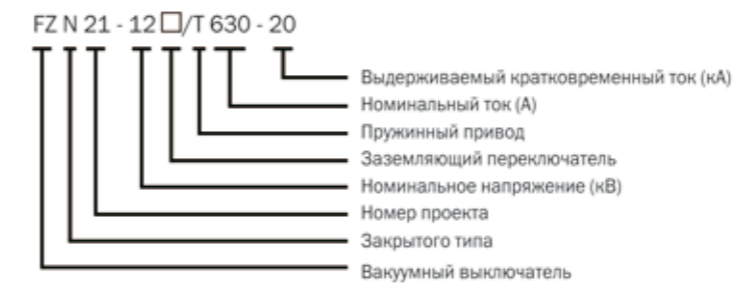 FZ N 21 - 12 □/T 630 - 20
Выдерживаемый кратковременный ток (кА)
Номинальный ток (А)
Пружинный привод
Заземляющий переключатель
Номинальное напряжение (кВ)
Номер проекта
Закрытого типа
Вакуумный выключатель